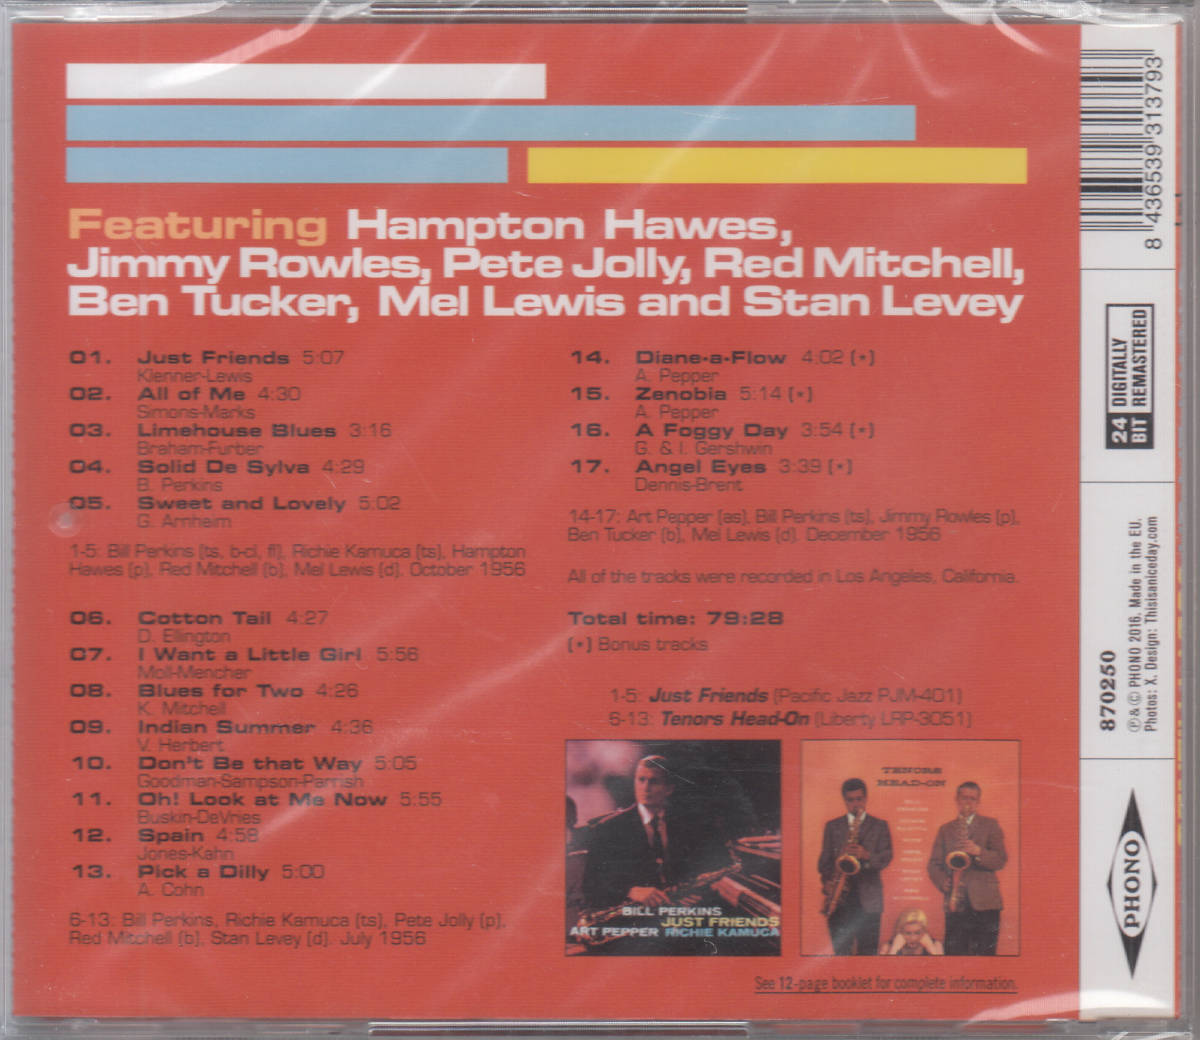 Featuring Hampton Hawes,
Jimmy Rowles, Pete Jolly, Red Mitchell,
Ben Tucker, Mel Lewis and Stan Levey
01. Just Friends 5:07
Klenner-Lewis
02. All of Me 4:30
Simons-Marks
03. Limehouse Blues 3:16
Braham-Furber
04. Solid De Sylva 4:29
B. Perkins
05. Sweet and Lovely 5:02
G. Arnheim
1-5: Bill Perkins (ts, b-cl, fl), Richie Kamuca (ts), Hampton
Hawes (p), Red Mitchell (b), Mel Lewis (d). October 1956
06. Cotton Tail 4:27
D. Ellington
07. I Want a Little Girl 5:56
Moll-Mencher
08. Blues for Two 4:26
K. Mitchell
09. Indian Summer 4:36
V. Herbert
10. Don't Be that Way 5:05
Goodman-Sampson-Parrish
11. Oh! Look at Me Now 5:55
Buskin-DeVries
12. Spain 4:58
Jones-Kahn
13. Pick a Dilly 5:00
A. Cohn
6-13: Bill Perkins, Richie Kamuca (ts), Pete Jolly (p),
Red Mitchell (b), Stan Levey (d). July 1956
14. Diane-a-Flow 4:02 (*)
A. Pepper
15. Zenobia 5:14 (*)
A. Pepper
16. A Foggy Day 3:54 (*)
G. & I. Gershwin
17. Angel Eyes 3:39 (*)
Dennis-Brent
14-17: Art Pepper (as), Bill Perkins (ts), Jimmy Rowles (p),
Ben Tucker (b), Mel Lewis (d). December 1956
All of the tracks were recorded in Los Angeles, California.
Total time: 79:28
(*) Bonus tracks
1-5: Just Friends (Pacific Jazz PJM-401)
6-13: Tenors Head-On (Liberty LRP-3051)
BILL PERKINS
JUST FRIENDS
ART PEPPER RICHIE KAMUCA
TENORS
HEAD-ON
See 12-page booklet for complete information.
8 436539 313793
24 BIT DIGITALLY REMASTERED
870250
℗ & © PHONO 2016. Made in the EU.
Photos: X. Design: Thisisaniceday.com
PHONO